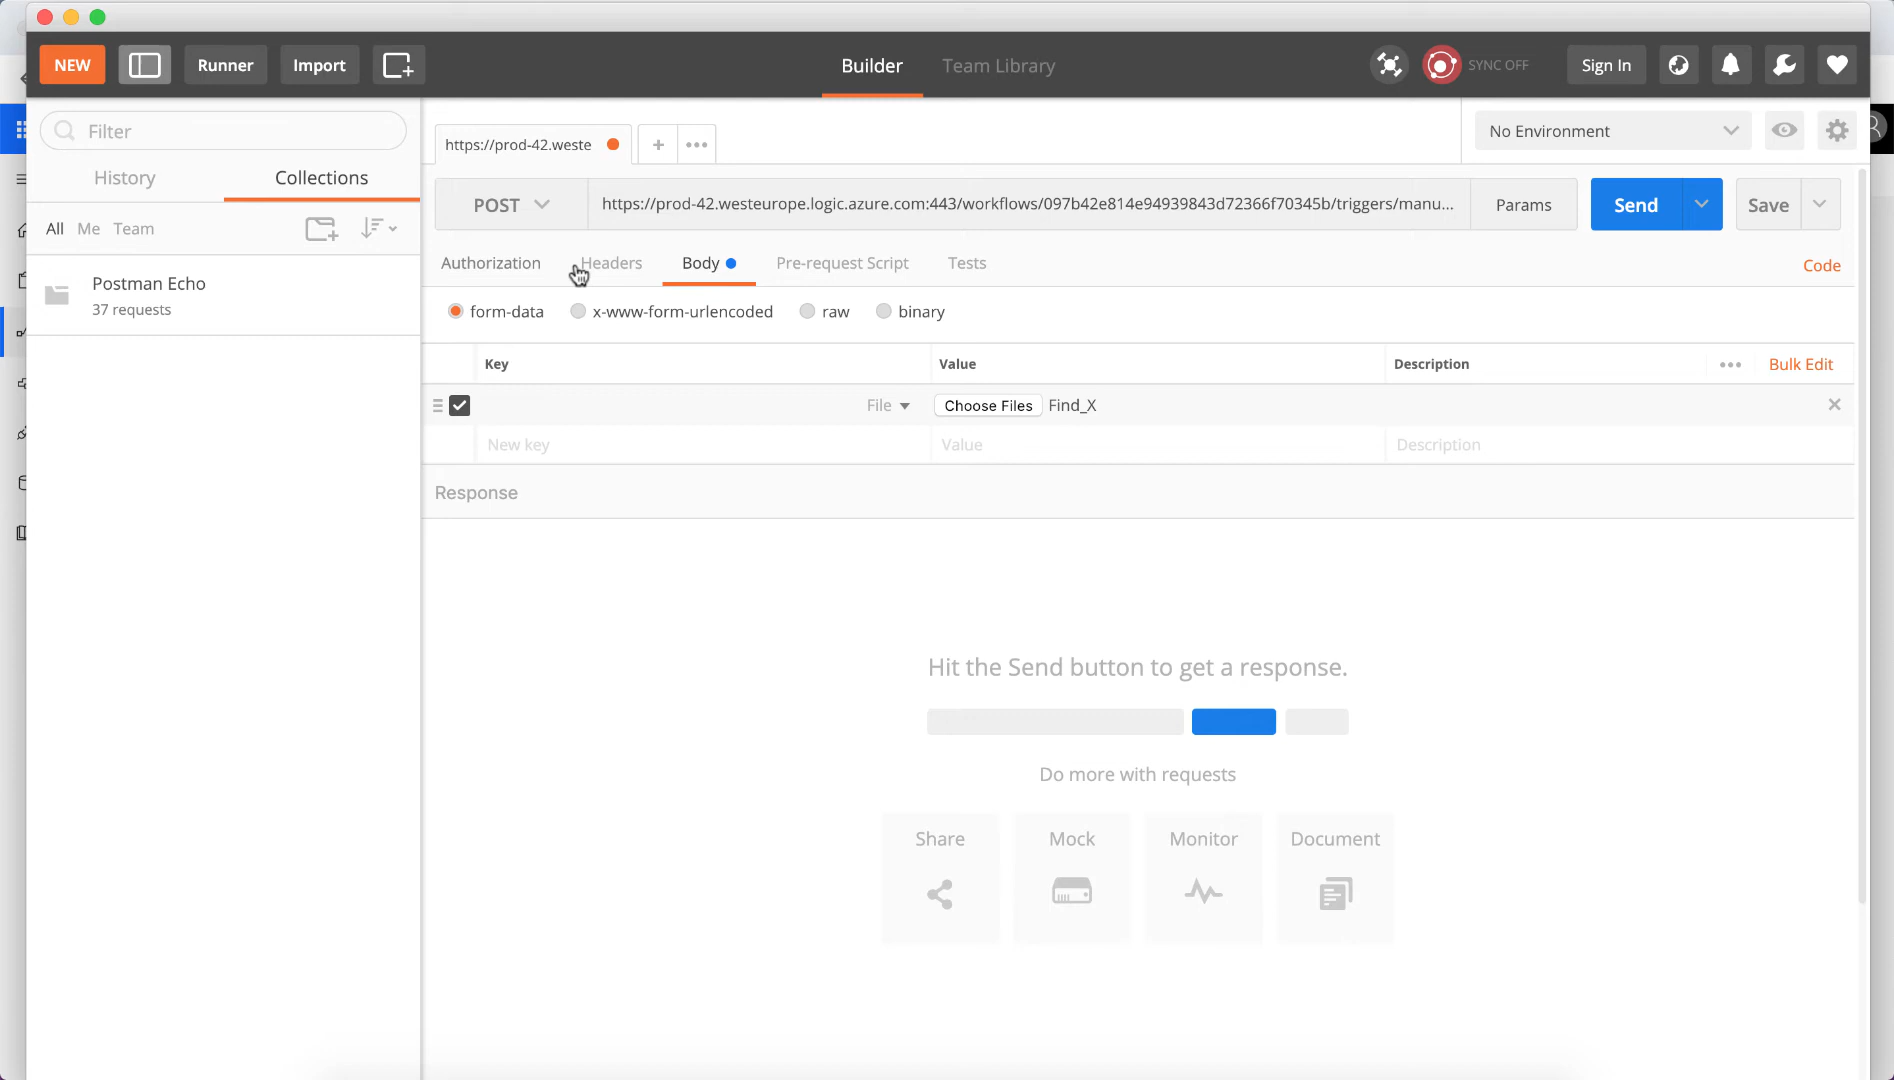 NEW
Runner
Import
Builder
Team Library
SYNC OFF
Sign In
Filter
History
Collections
All
Me
Team
Postman Echo
37 requests
https://prod-42.weste
+
No Environment
POST
https://prod-42.westeurope.logic.azure.com:443/workflows/097b42e814e94939843d72366f70345b/triggers/manu...
Params
Send
Save
Authorization
Headers
Body
Pre-request Script
Tests
Code
form-data
x-www-form-urlencoded
raw
binary
Key
Value
Description
Bulk Edit
File
Choose Files
Find_X
New key
Value
Description
Response
Hit the Send button to get a response.
Do more with requests
Share
Mock
Monitor
Document